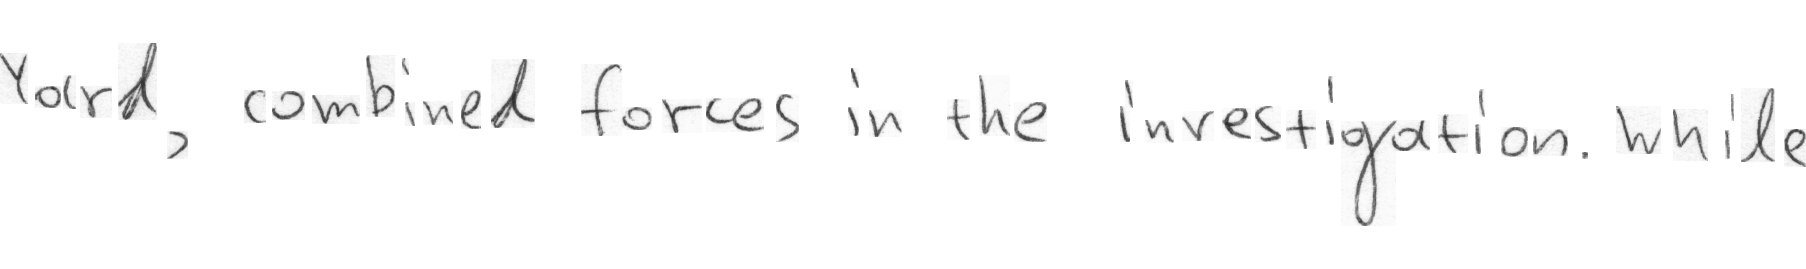 Yard, combined forces in the investigation. While